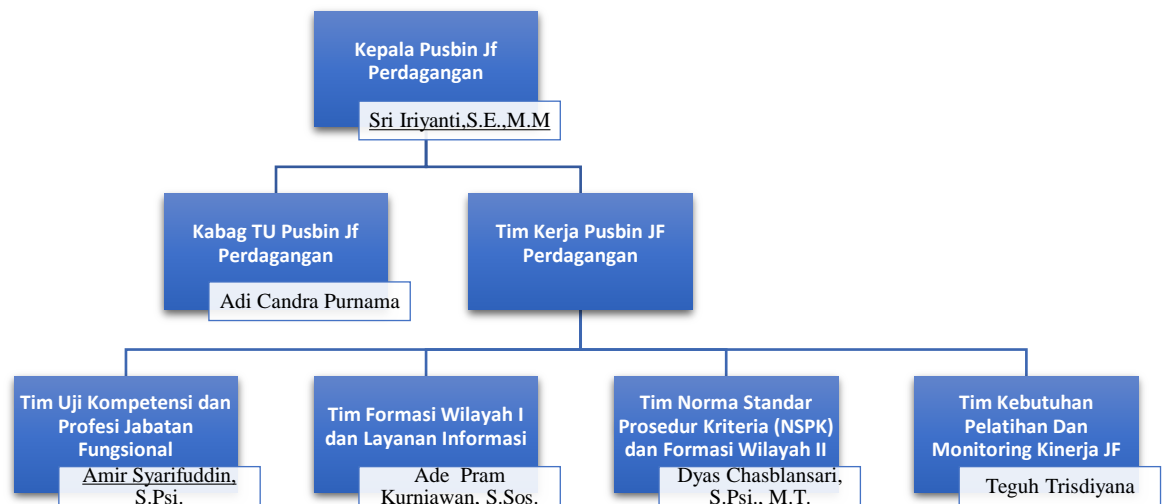 Kepala Pusbin Jf
Perdagangan
Sri Iriyanti,S.E.,M.M
Kabag TU Pusbin Jf
Perdagangan
Adi Candra Purnama
Tim Kerja Pusbin JF
Perdagangan
Tim Uji Kompetensi dan
Profesi Jabatan
Fungsional
Amir Syarifuddin,
S.Psi.
Tim Formasi Wilayah I
dan Layanan Informasi
Ade Pram
Kurniawan, S.Sos.
Tim Norma Standar
Prosedur Kriteria (NSPK)
dan Formasi Wilayah II
Dyas Chasblansari,
S.Psi., M.T.
Tim Kebutuhan
Pelatihan Dan
Monitoring Kinerja JF
Teguh Trisdiyana